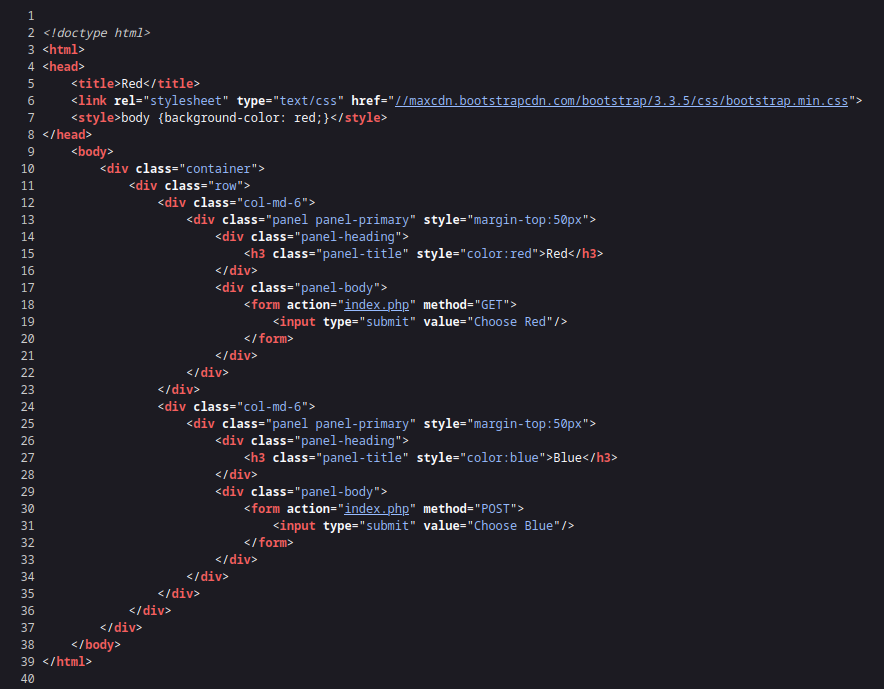 1
2 <!doctype html>
3 <html>
4 <head>
5     <title>Red</title>
6     <link rel="stylesheet" type="text/css" href="//maxcdn.bootstrapcdn.com/bootstrap/3.3.5/css/bootstrap.min.css">
7     <style>body {background-color: red;}</style>
8 </head>
9     <body>
10         <div class="container">
11             <div class="row">
12                 <div class="col-md-6">
13                     <div class="panel panel-primary" style="margin-top:50px">
14                         <div class="panel-heading">
15                             <h3 class="panel-title" style="color:red">Red</h3>
16                         </div>
17                         <div class="panel-body">
18                             <form action="index.php" method="GET">
19                                 <input type="submit" value="Choose Red"/>
20                             </form>
21                         </div>
22                     </div>
23                 </div>
24                 <div class="col-md-6">
25                     <div class="panel panel-primary" style="margin-top:50px">
26                         <div class="panel-heading">
27                             <h3 class="panel-title" style="color:blue">Blue</h3>
28                         </div>
29                         <div class="panel-body">
30                             <form action="index.php" method="POST">
31                                 <input type="submit" value="Choose Blue"/>
32                             </form>
33                         </div>
34                     </div>
35                 </div>
36             </div>
37         </div>
38     </body>
39 </html>
40